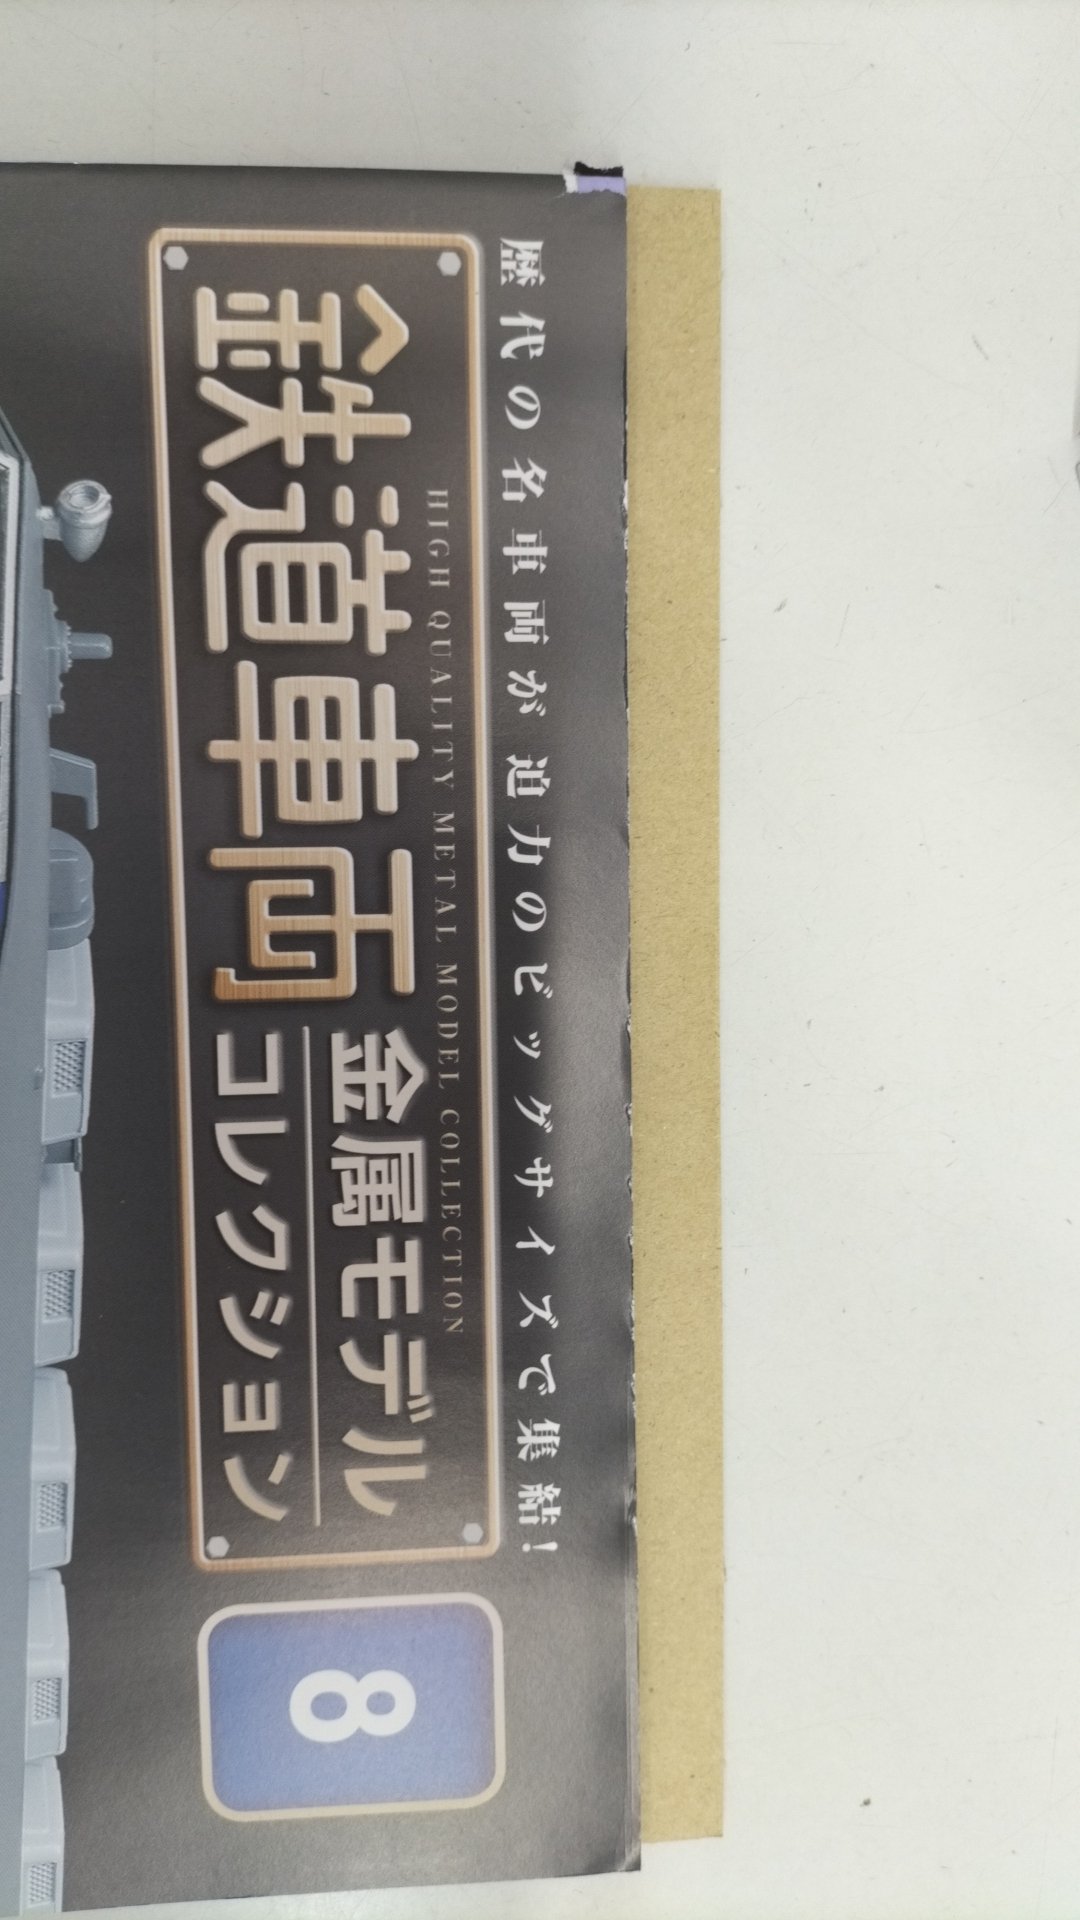 歴代の名車両が迫力のビッグサイズで集結！
HIGH QUALITY METAL MODEL COLLECTION
鉄道車両
金属モデル
コレクション
8